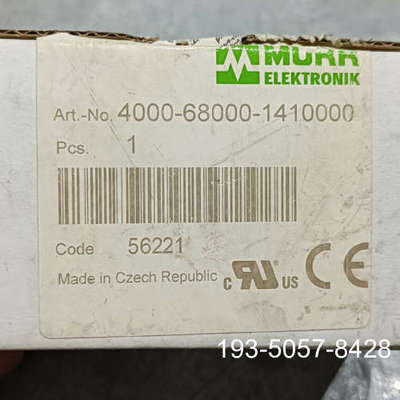 MURR
ELEKTRONIK
Art.-No. 4000-68000-1410000
Pcs. 1
Code 56221
Made in Czech Republic
c RU US CE
193-5057-8428